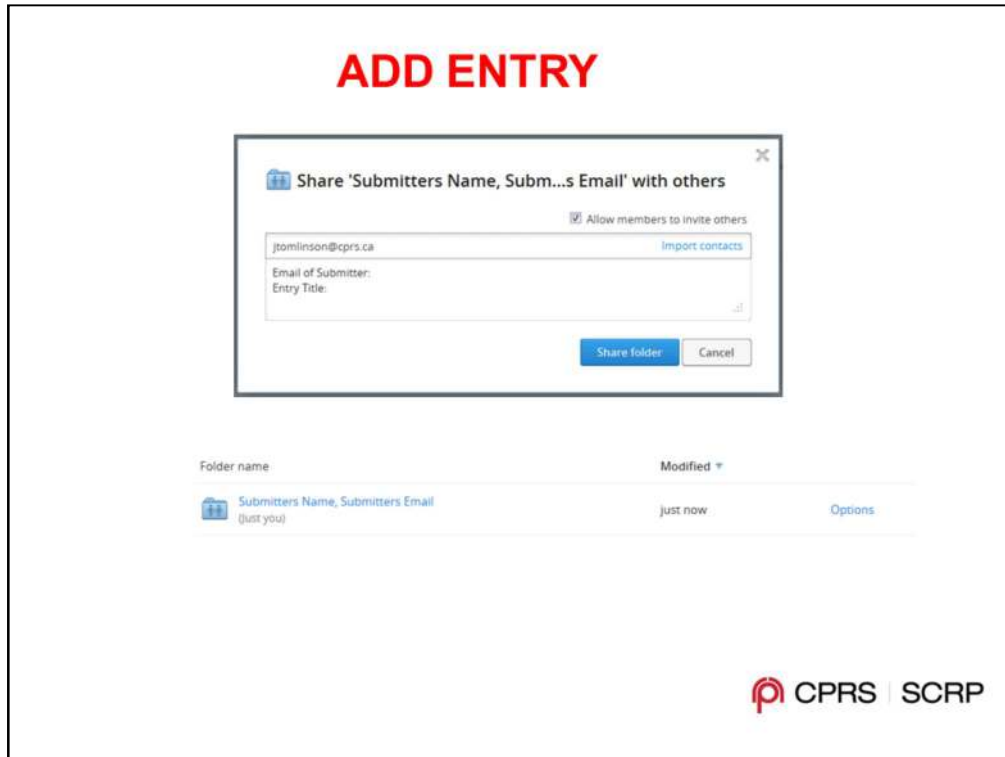 ADD ENTRY
Share 'Submitters Name, Subm...s Email' with others
Allow members to invite others
jtomlinson@cprs.ca Import contacts
Email of Submitter:
Entry Title:
Share folder Cancel
Folder name Modified
Submitters Name, Submitters Email just now Options
(Just you)
CPRS SCRP